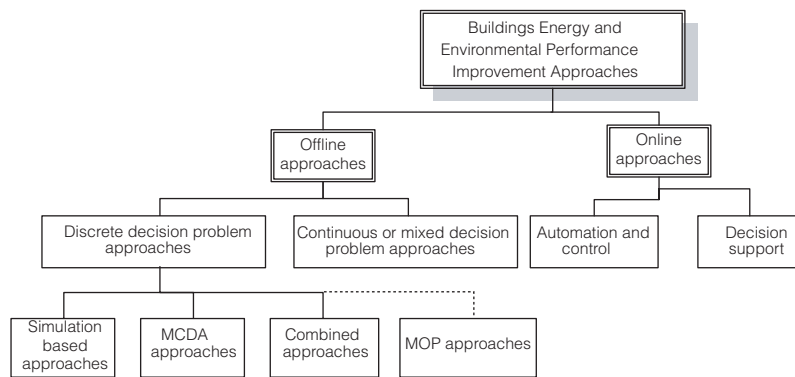 Buildings Energy and
Environmental Performance
Improvement Approaches
Offline
approaches
Online
approaches
Discrete decision problem
approaches
Continuous or mixed decision
problem approaches
Automation and
control
Decision
support
Simulation
based
approaches
MCDA
approaches
Combined
approaches
MOP approaches